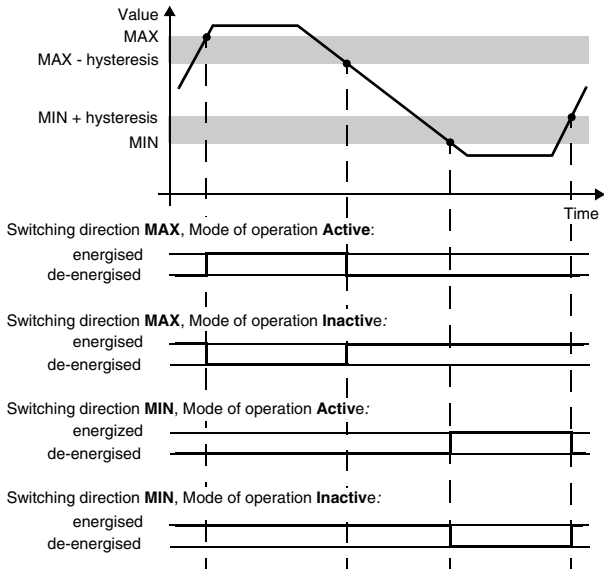 Value
MAX
MAX - hysteresis
MIN + hysteresis
MIN
Time
Switching direction MAX, Mode of operation Active:
energised
de-energised
Switching direction MAX, Mode of operation Inactive:
energised
de-energised
Switching direction MIN, Mode of operation Active:
energized
de-energised
Switching direction MIN, Mode of operation Inactive:
energised
de-energised